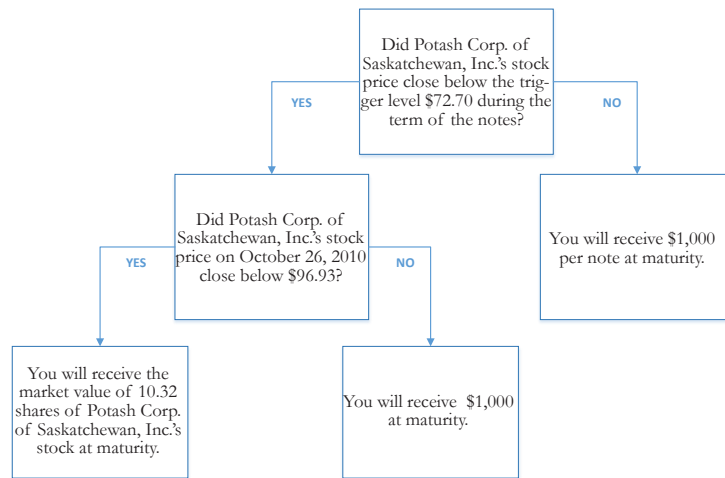 Did Potash Corp. of
Saskatchewan, Inc.'s stock
price close below the trig-
ger level $72.70 during the
term of the notes?
YES
NO
Did Potash Corp. of
Saskatchewan, Inc.'s stock
price on October 26, 2010
close below $96.93?
You will receive $1,000
per note at maturity.
YES
NO
You will receive the
market value of 10.32
shares of Potash Corp.
of Saskatchewan, Inc.'s
stock at maturity.
You will receive $1,000
at maturity.